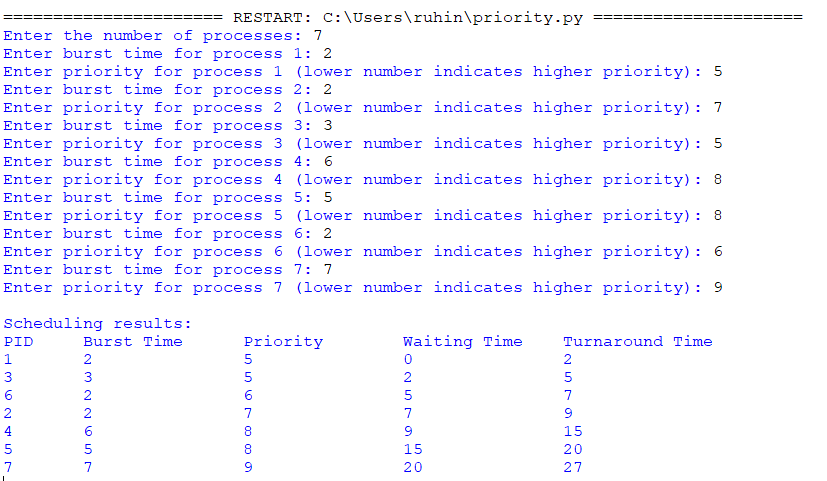 ====================== RESTART: C:\Users\ruhin\priority.py =====================
Enter the number of processes: 7
Enter burst time for process 1: 2
Enter priority for process 1 (lower number indicates higher priority): 5
Enter burst time for process 2: 2
Enter priority for process 2 (lower number indicates higher priority): 7
Enter burst time for process 3: 3
Enter priority for process 3 (lower number indicates higher priority): 5
Enter burst time for process 4: 6
Enter priority for process 4 (lower number indicates higher priority): 8
Enter burst time for process 5: 5
Enter priority for process 5 (lower number indicates higher priority): 8
Enter burst time for process 6: 2
Enter priority for process 6 (lower number indicates higher priority): 6
Enter burst time for process 7: 7
Enter priority for process 7 (lower number indicates higher priority): 9
Scheduling results:
PID Burst Time Priority Waiting Time Turnaround Time
1 2 5 0 2
3 3 5 2 5
6 2 6 5 7
2 2 7 7 9
4 6 8 9 15
5 5 8 15 20
7 7 9 20 27